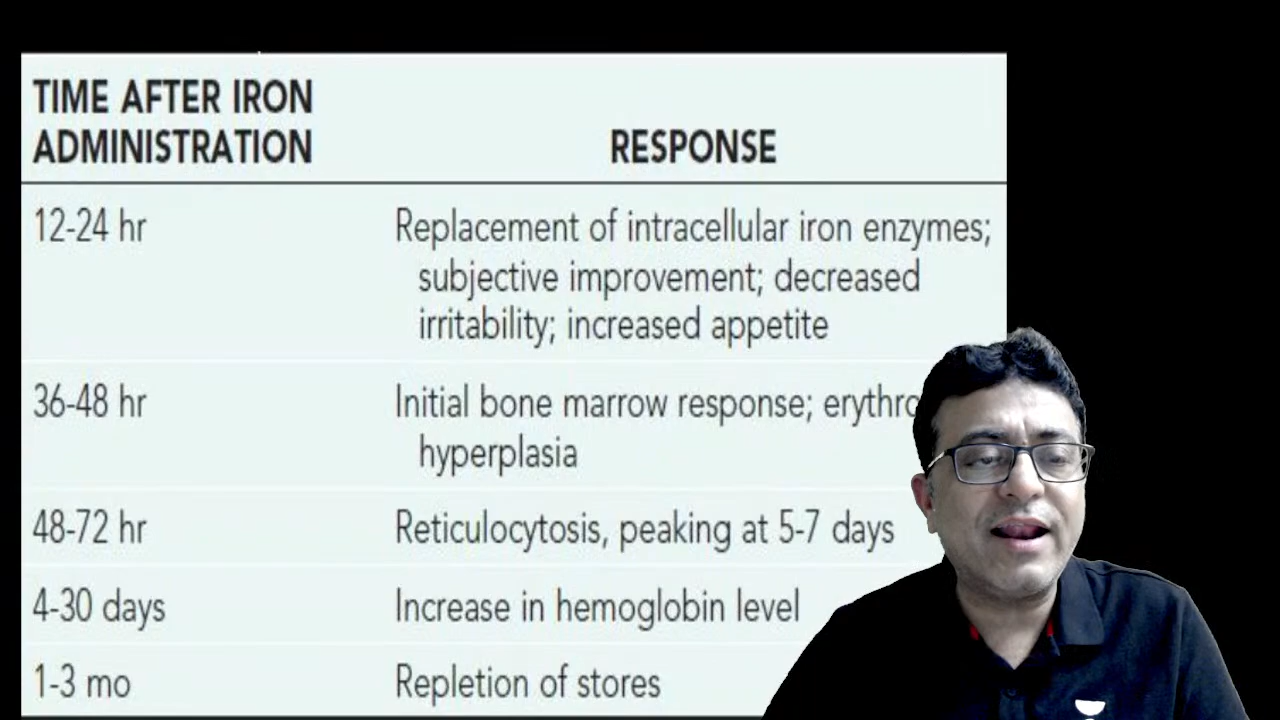 TIME AFTER IRON
ADMINISTRATION
RESPONSE
12-24 hr
Replacement of intracellular iron enzymes;
subjective improvement; decreased
irritability; increased appetite
36-48 hr
Initial bone marrow response;
hyperplasia
48-72 hr
Reticulocytosis, peaking at 5-7 days
4-30 days
Increase in hemoglobin level
1-3 mo
Repletion of stores